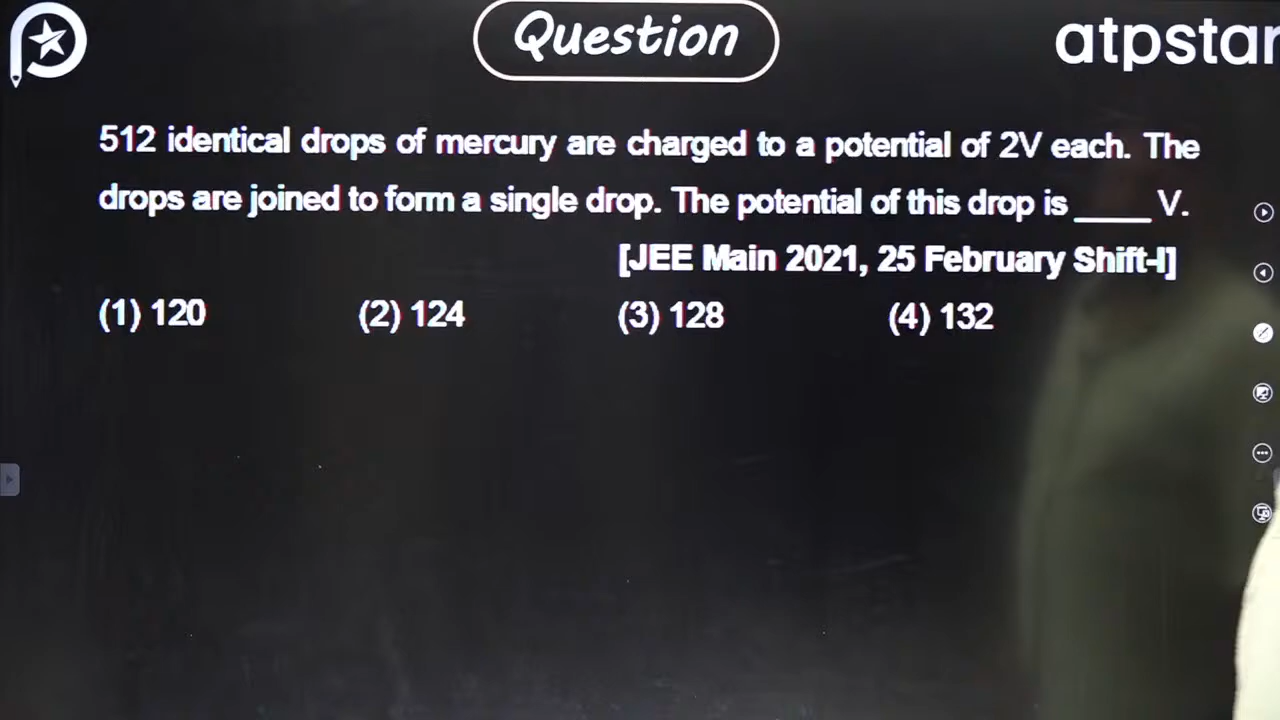 Question
atpstar
512 identical drops of mercury are charged to a potential of 2V each. The
drops are joined to form a single drop. The potential of this drop is ____ V.
[JEE Main 2021, 25 February Shift-I]
(1) 120 (2) 124 (3) 128 (4) 132